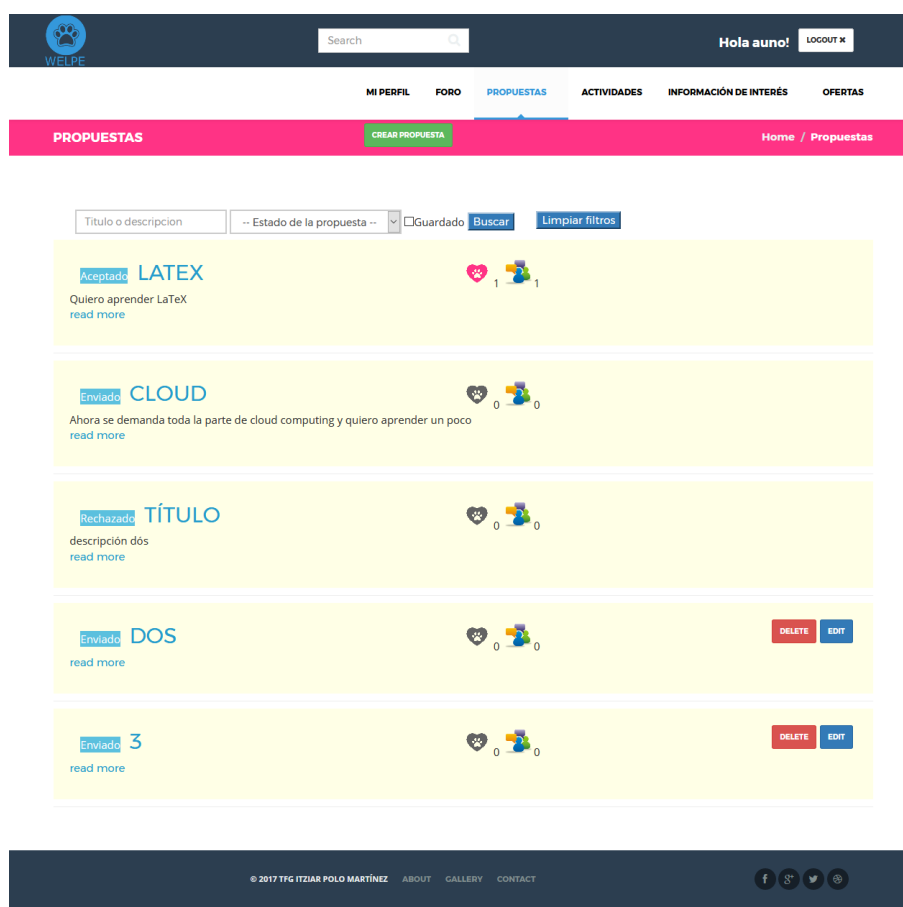 WELPE
Search
Hola auno!
LOGOUT ✖
MI PERFIL FORO PROPUESTAS ACTIVIDADES INFORMACIÓN DE INTERÉS OFERTAS
PROPUESTAS CREAR PROPUESTA Home / Propuestas
Titulo o descripcion -- Estado de la propuesta -- Guardado Buscar Limpiar filtros
Aceptado LATEX 1 1
Quiero aprender LaTeX
read more
Enviado CLOUD 0 0
Ahora se demanda toda la parte de cloud computing y quiero aprender un poco
read more
Rechazado TÍTULO 0 0
descripción dós
read more
Enviado DOS 0 0 DELETE EDIT
read more
Enviado 3 0 0 DELETE EDIT
read more
© 2017 TFG ITZIAR POLO MARTÍNEZ ABOUT GALLERY CONTACT